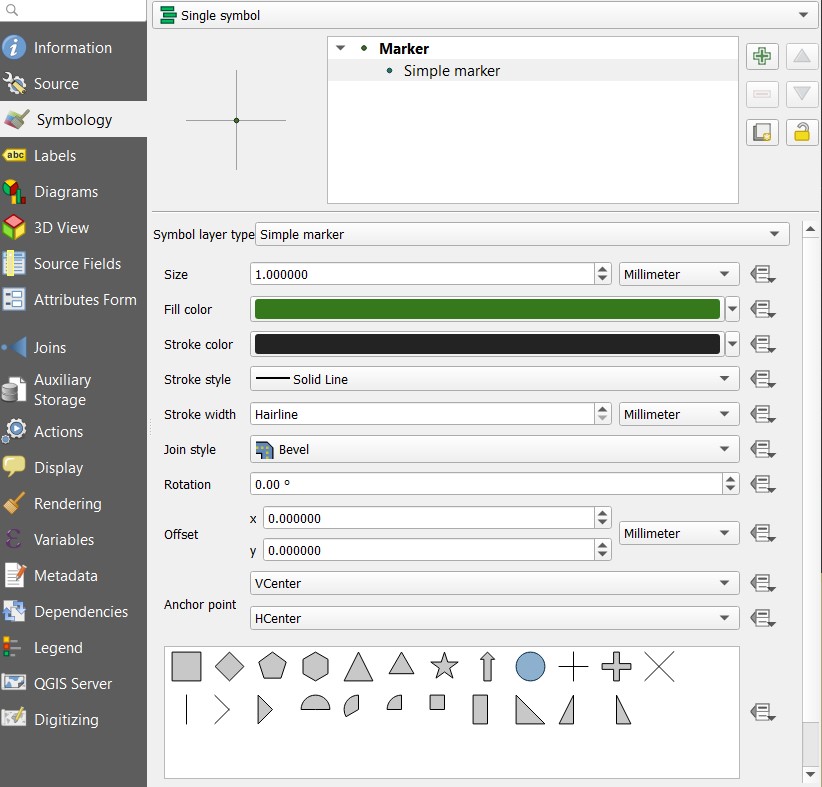 Single symbol
Information
Source
Symbology
abc Labels
Diagrams
3D View
Source Fields
Attributes Form
Joins
Auxiliary
Storage
Actions
Display
Rendering
Variables
Metadata
Dependencies
Legend
QGIS Server
Digitizing
Marker
Simple marker
Symbol layer type Simple marker
Size 1.000000 Millimeter
Fill color
Stroke color
Stroke style Solid Line
Stroke width Hairline Millimeter
Join style Bevel
Rotation 0.00 °
Offset x 0.000000 Millimeter
y 0.000000
Anchor point VCenter
HCenter